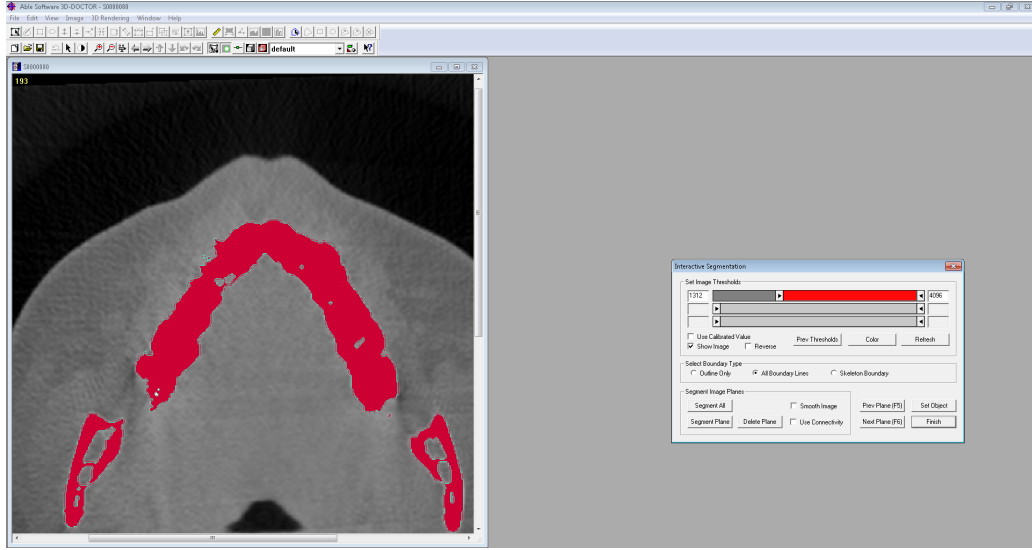 Able Software 3D-DOCTOR - S0000080
File Edit View Image 3D Rendering Window Help
default
S0000080
193
Interactive Segmentation
Set Image Thresholds
1312 4096
Use Calibrated Value
Show Image Reverse Prev Thresholds Color Refresh
Select Boundary Type
Outline Only All Boundary Lines Skeleton Boundary
Segment Image Planes
Segment All Smooth Image Prev Plane (F5) Set Object
Segment Plane Delete Plane Use Connectivity Next Plane (F6) Finish